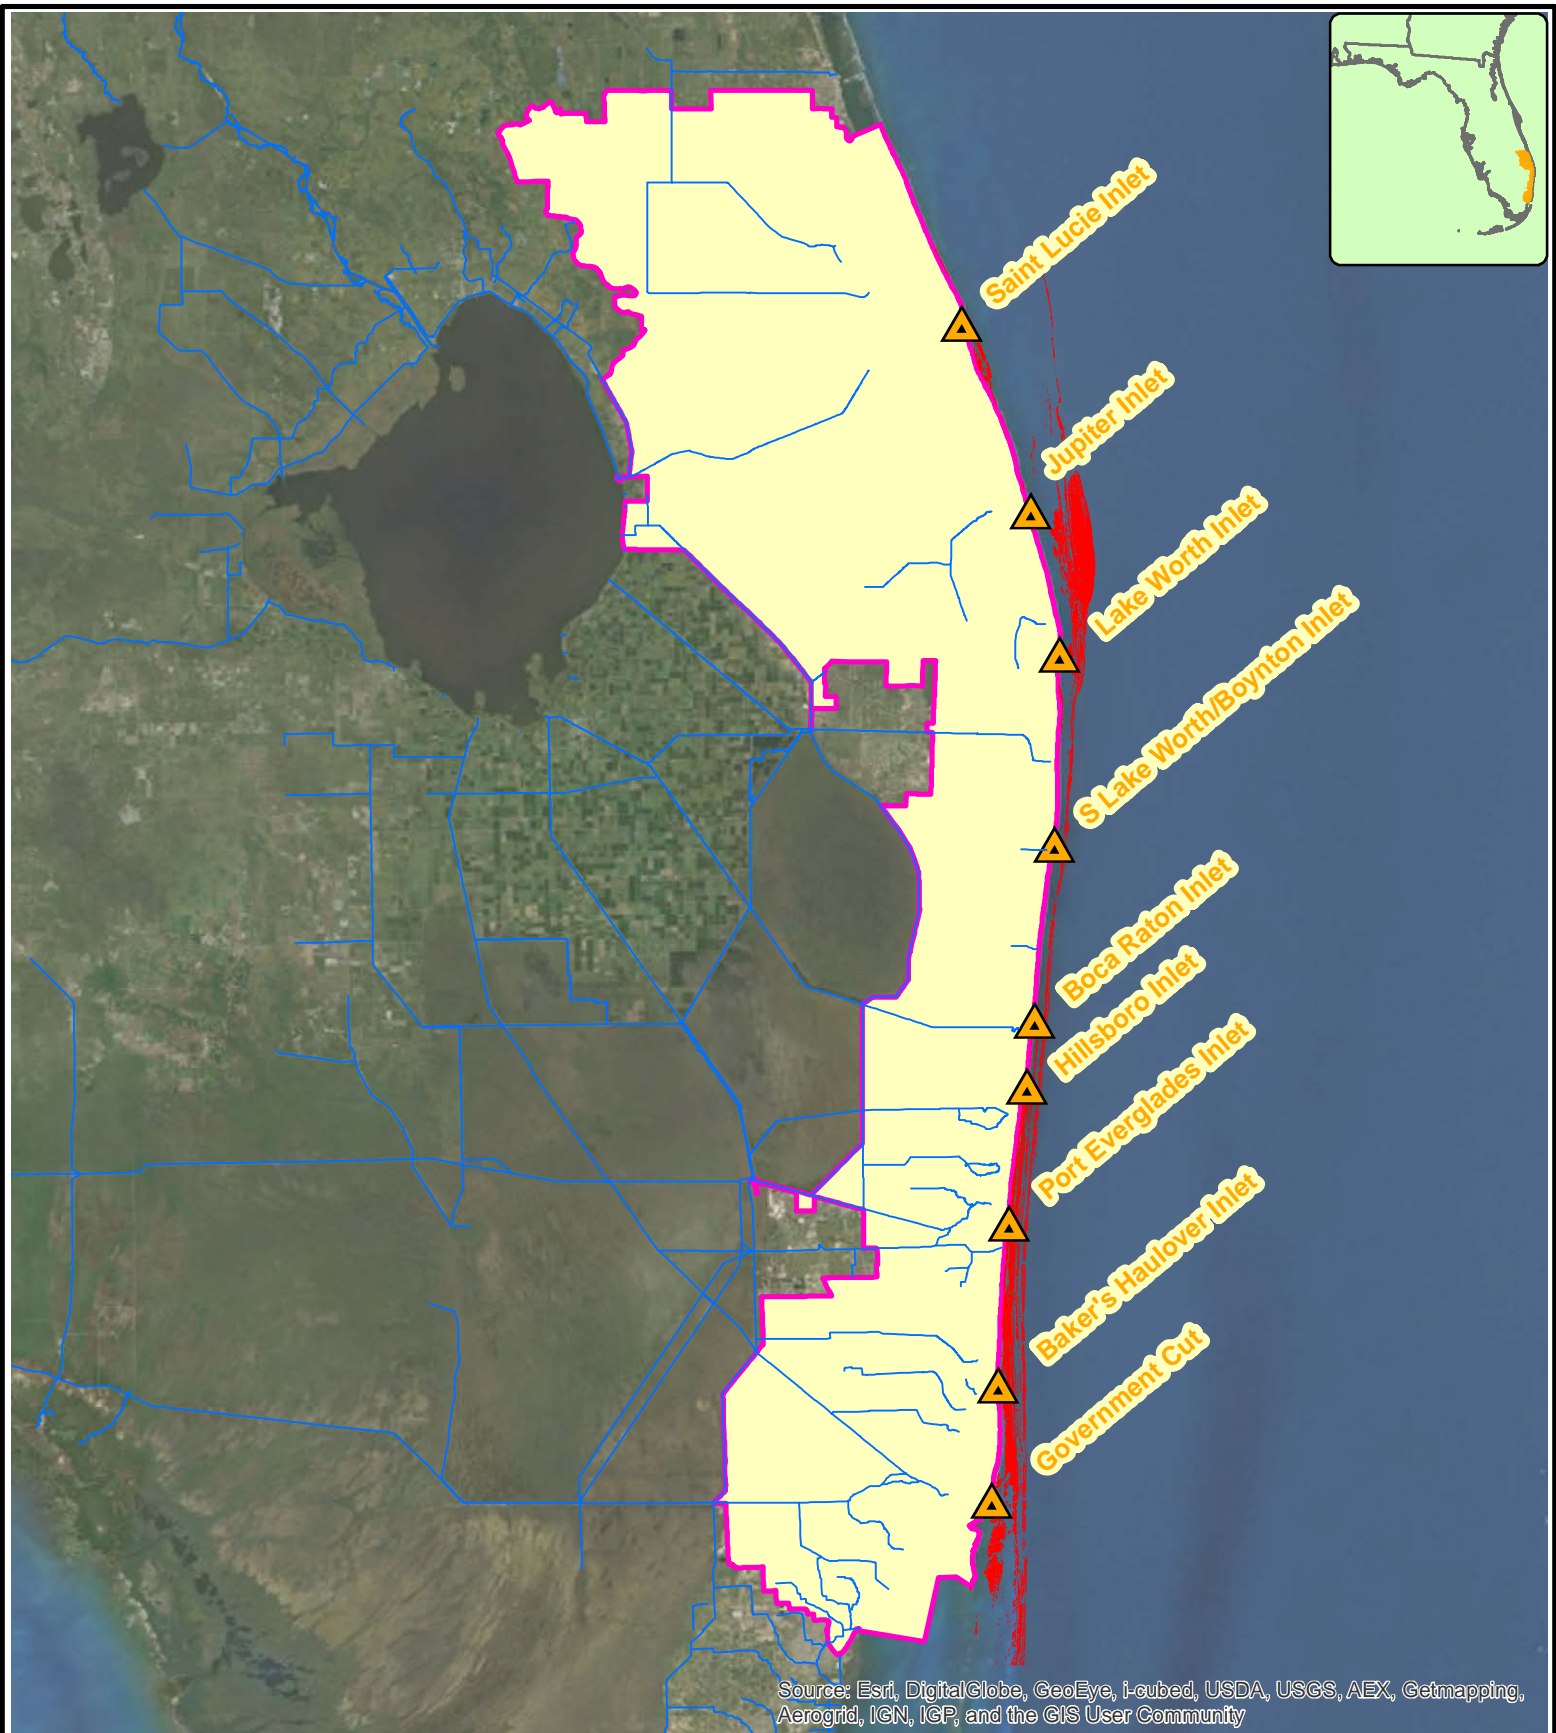 Saint Lucie Inlet
Jupiter Inlet
Lake Worth Inlet
S Lake Worth/Boynton Inlet
Boca Raton Inlet
Hillsboro Inlet
Port Everglades Inlet
Baker's Haulover Inlet
Government Cut
Source: Esri, DigitalGlobe, GeoEye, i-cubed, USDA, USGS, AEX, Getmapping,
Aerogrid, IGN, IGP, and the GIS User Community